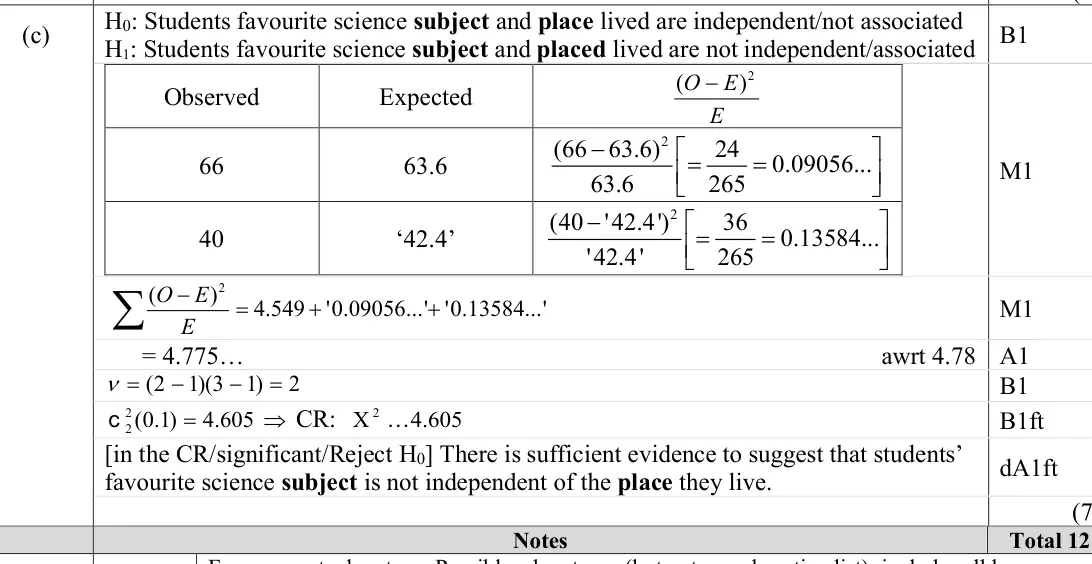 (c)
H₀: Students favourite science subject and place lived are independent/not associated
H₁: Students favourite science subject and placed lived are not independent/associated
B1
Observed Expected (O − E)² / E
66 63.6 (66 − 63.6)² / 63.6 [= 24/265 = 0.09056...]
M1
40 ‘42.4’ (40 − '42.4')² / '42.4' [= 36/265 = 0.13584...]
∑ (O − E)² / E = 4.549 + '0.09056...' + '0.13584...' M1
= 4.775… awrt 4.78 A1
ν = (2 − 1)(3 − 1) = 2 B1
c²₂(0.1) = 4.605 ⇒ CR: X² …4.605 B1ft
[in the CR/significant/Reject H₀] There is sufficient evidence to suggest that students’
favourite science subject is not independent of the place they live.
dA1ft
(7
Notes Total 12